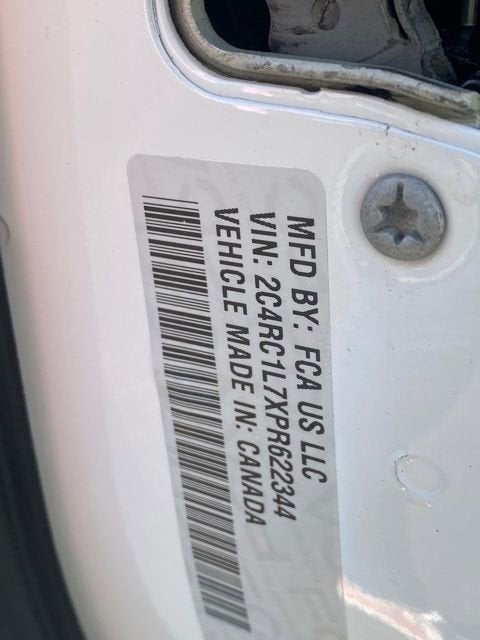 MFD BY: FCA US LLC
VIN: 2C4RC1L7XPR622344
VEHICLE MADE IN: CANADA